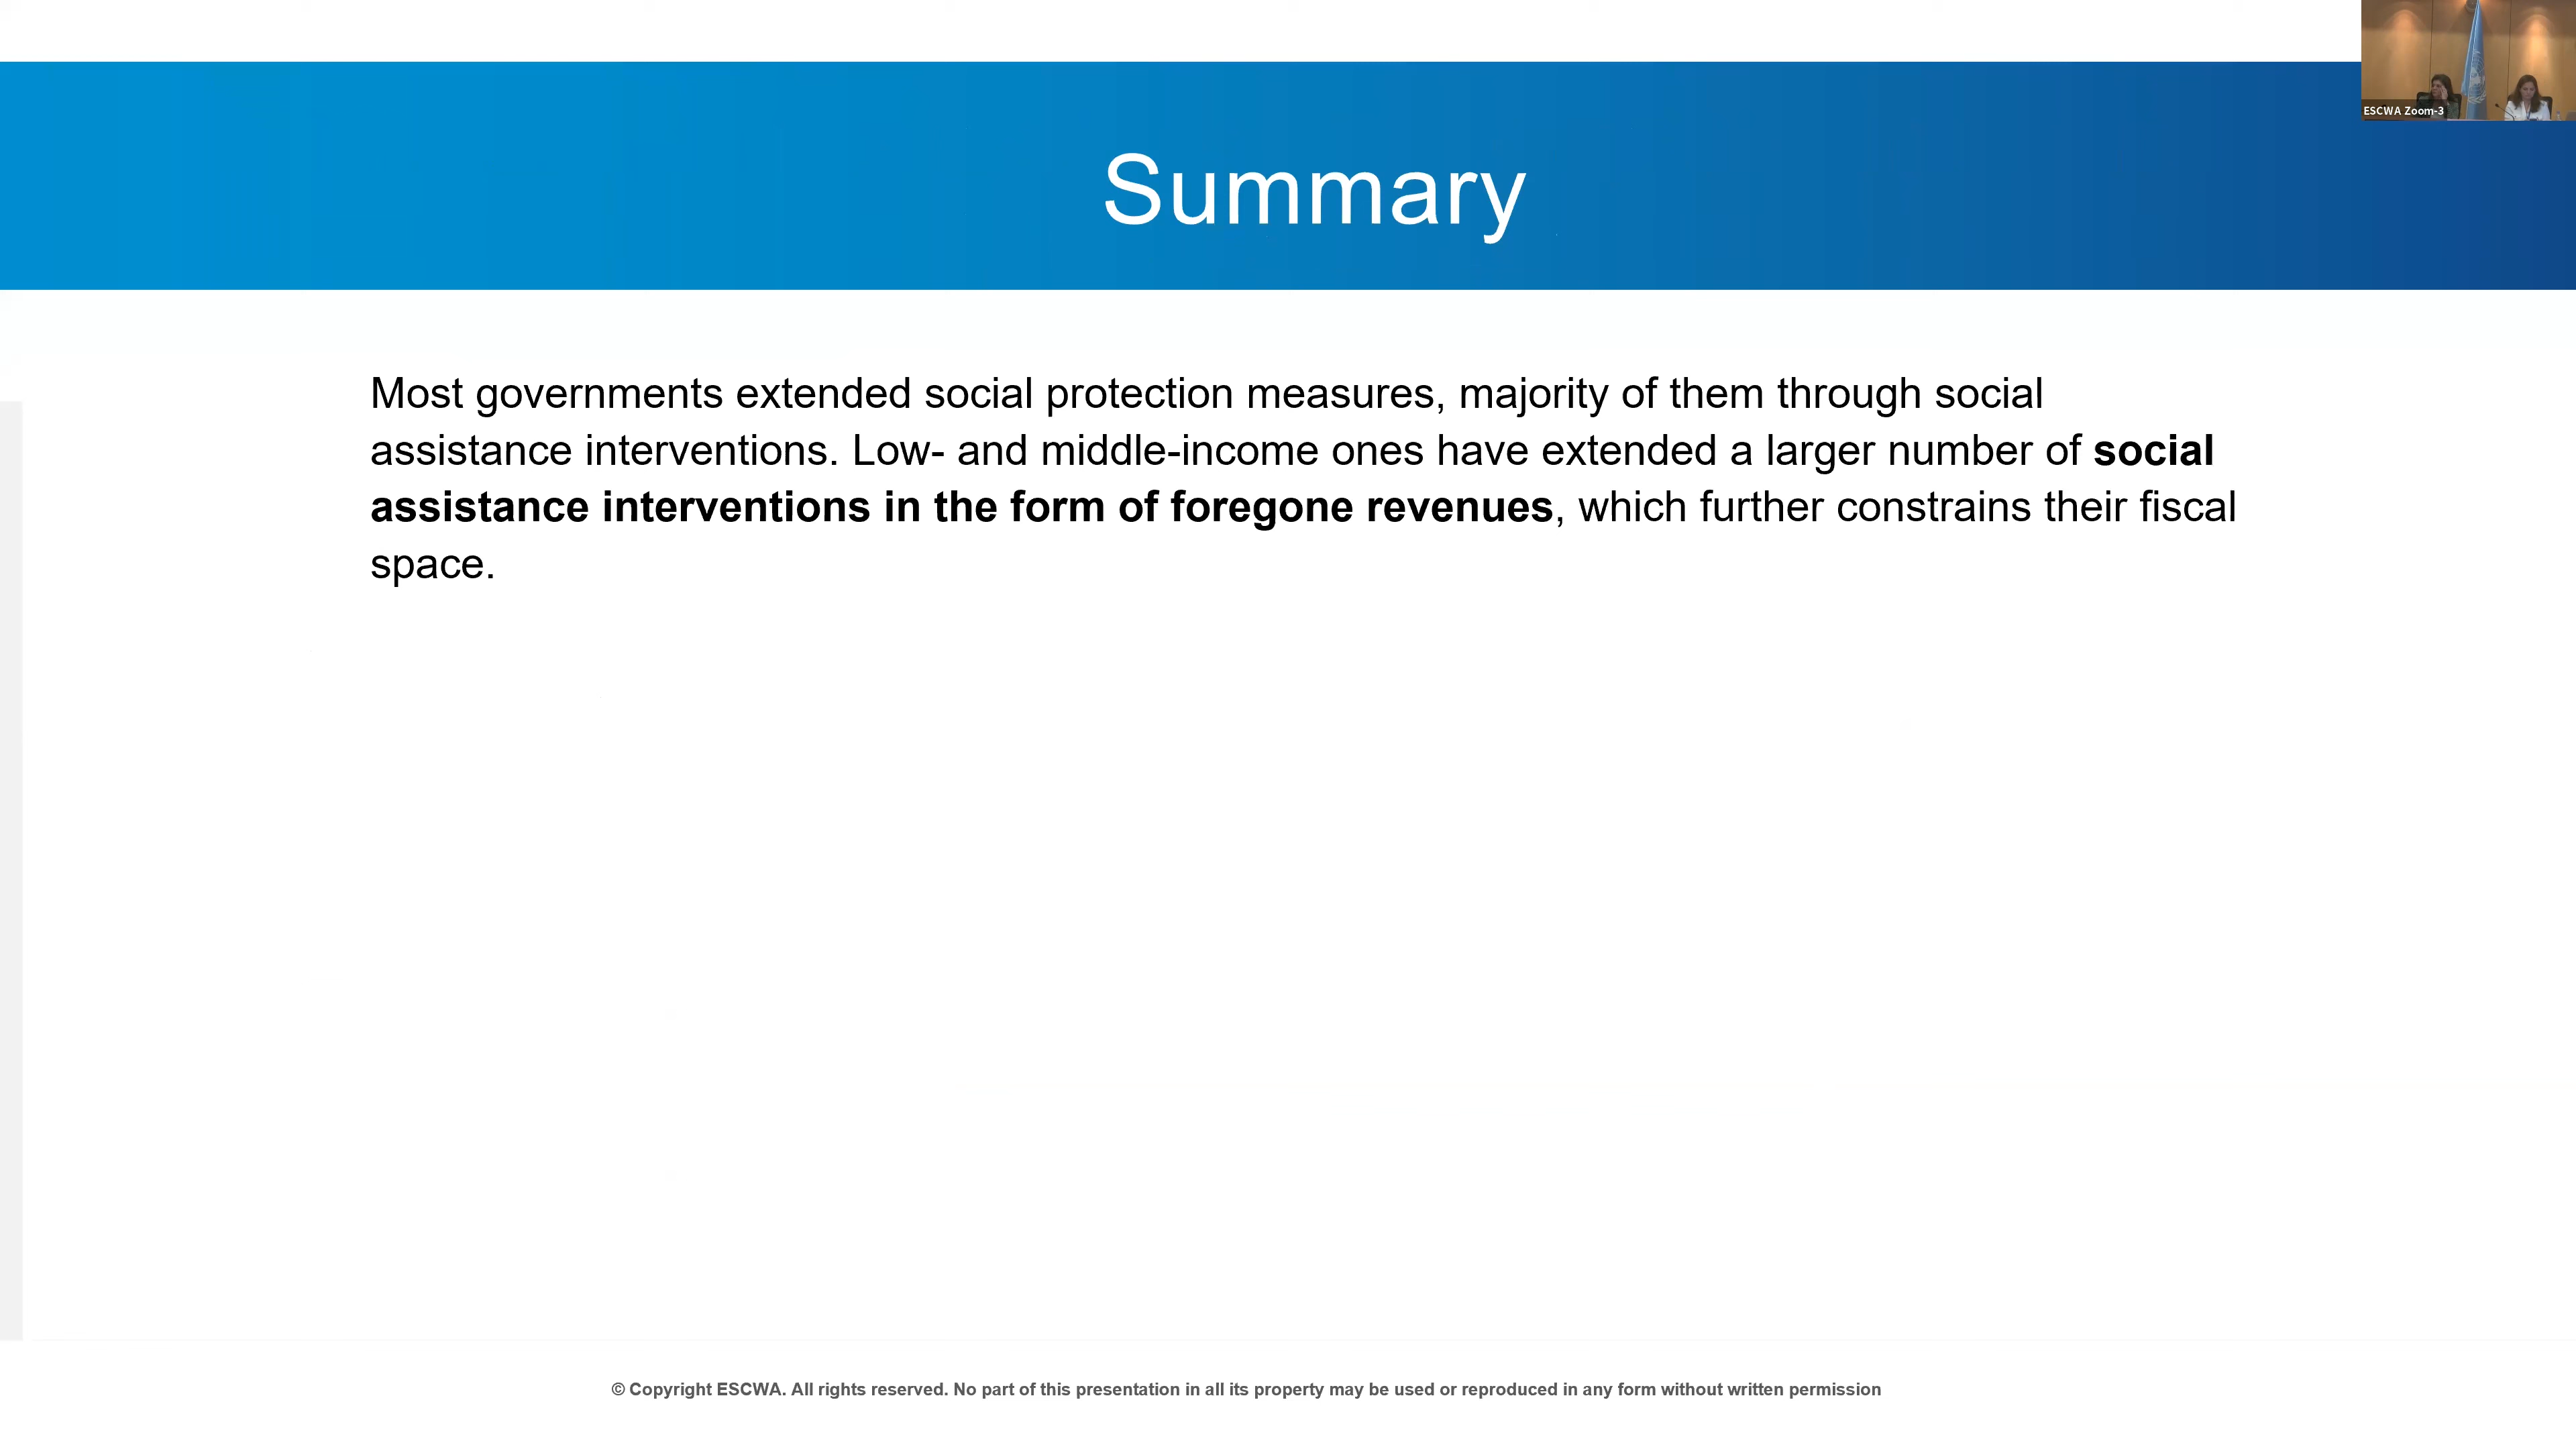 ESCWA Zoom-3
Summary
Most governments extended social protection measures, majority of them through social
assistance interventions. Low- and middle-income ones have extended a larger number of social
assistance interventions in the form of foregone revenues, which further constrains their fiscal
space.
© Copyright ESCWA. All rights reserved. No part of this presentation in all its property may be used or reproduced in any form without written permission